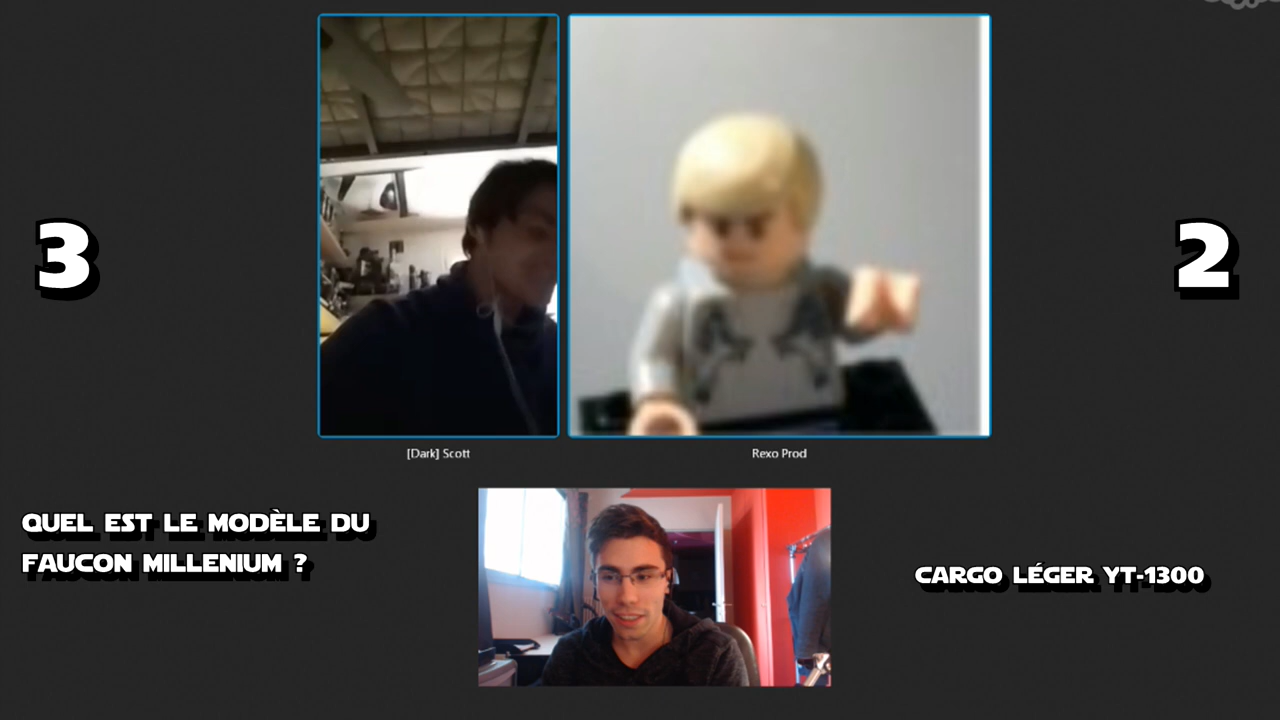 3
2
[Dark] Scott
Rexo Prod
QUEL EST LE MODÈLE DU
FAUCON MILLENIUM ?
CARGO LÉGER YT-1300